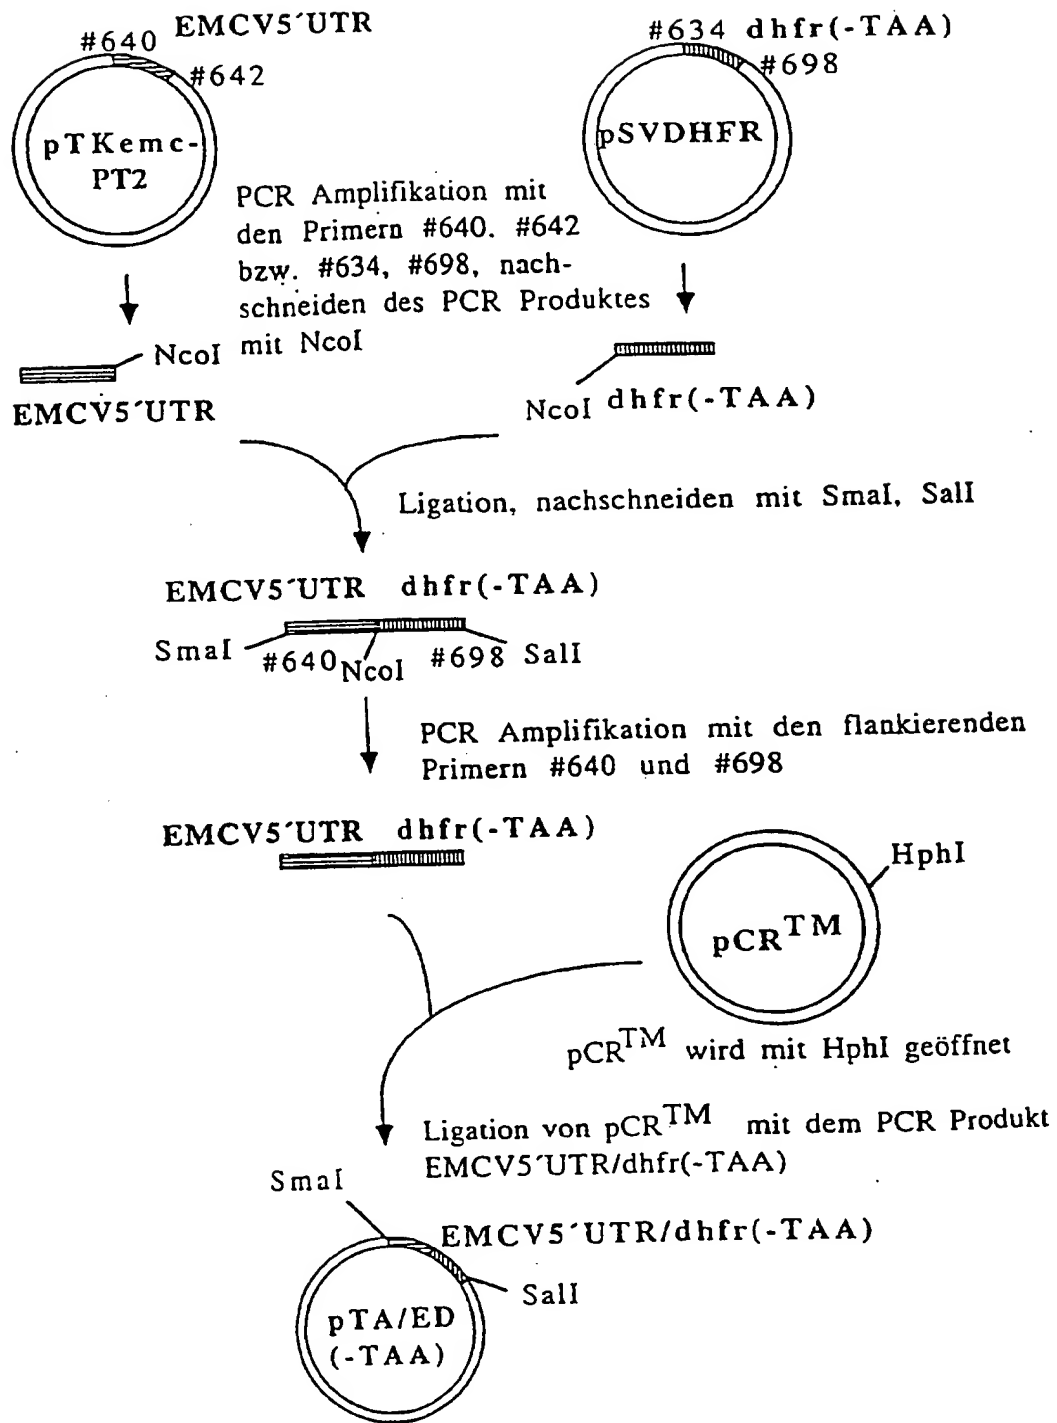 #640 EMCV5´UTR
#642
pTKemc-
PT2
#634 dhfr(-TAA)
#698
pSVDHFR
PCR Amplifikation mit
den Primern #640. #642
bzw. #634, #698, nach-
schneiden des PCR Produktes
mit NcoI
NcoI
EMCV5´UTR
NcoI dhfr(-TAA)
Ligation, nachschneiden mit SmaI, SalI
EMCV5´UTR dhfr(-TAA)
SmaI #640 NcoI #698 SalI
PCR Amplifikation mit den flankierenden
Primern #640 und #698
EMCV5´UTR dhfr(-TAA)
HphI
pCR™
pCR™ wird mit HphI geöffnet
Ligation von pCR™ mit dem PCR Produkt
EMCV5´UTR/dhfr(-TAA)
SmaI
EMCV5´UTR/dhfr(-TAA)
SalI
pTA/ED
(-TAA)